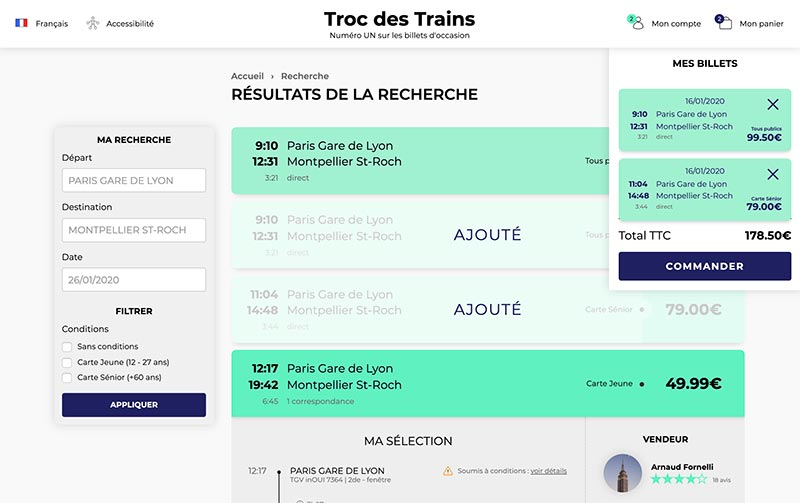 Français
Accessibilité
Troc des Trains
Numéro UN sur les billets d'occasion
2
Mon compte
2
Mon panier
Accueil › Recherche
RÉSULTATS DE LA RECHERCHE
MA RECHERCHE
Départ
PARIS GARE DE LYON
Destination
MONTPELLIER ST-ROCH
Date
26/01/2020
FILTRER
Conditions
Sans conditions
Carte Jeune (12 - 27 ans)
Carte Sénior (+60 ans)
APPLIQUER
9:10 Paris Gare de Lyon
12:31 Montpellier St-Roch
3:21 direct
Tous p
9:10 Paris Gare de Lyon
12:31 Montpellier St-Roch
3:21 direct
AJOUTÉ
Tous pu
11:04 Paris Gare de Lyon
14:48 Montpellier St-Roch
3:44 direct
AJOUTÉ
Carte Sénior
79.00€
12:17 Paris Gare de Lyon
19:42 Montpellier St-Roch
6:45 1 correspondance
Carte Jeune
49.99€
MA SÉLECTION
12:17 PARIS GARE DE LYON
TGV inOUI 7364 | 2de - fenêtre
Soumis à conditions : voir détails
VENDEUR
Arnaud Fornelli
18 avis
MES BILLETS
16/01/2020
9:10 Paris Gare de Lyon
12:31 Montpellier St-Roch
3:21 direct
Tous publics
99.50€
16/01/2020
11:04 Paris Gare de Lyon
14:48 Montpellier St-Roch
3:44 direct
Carte Sénior
79.00€
Total TTC 178.50€
COMMANDER